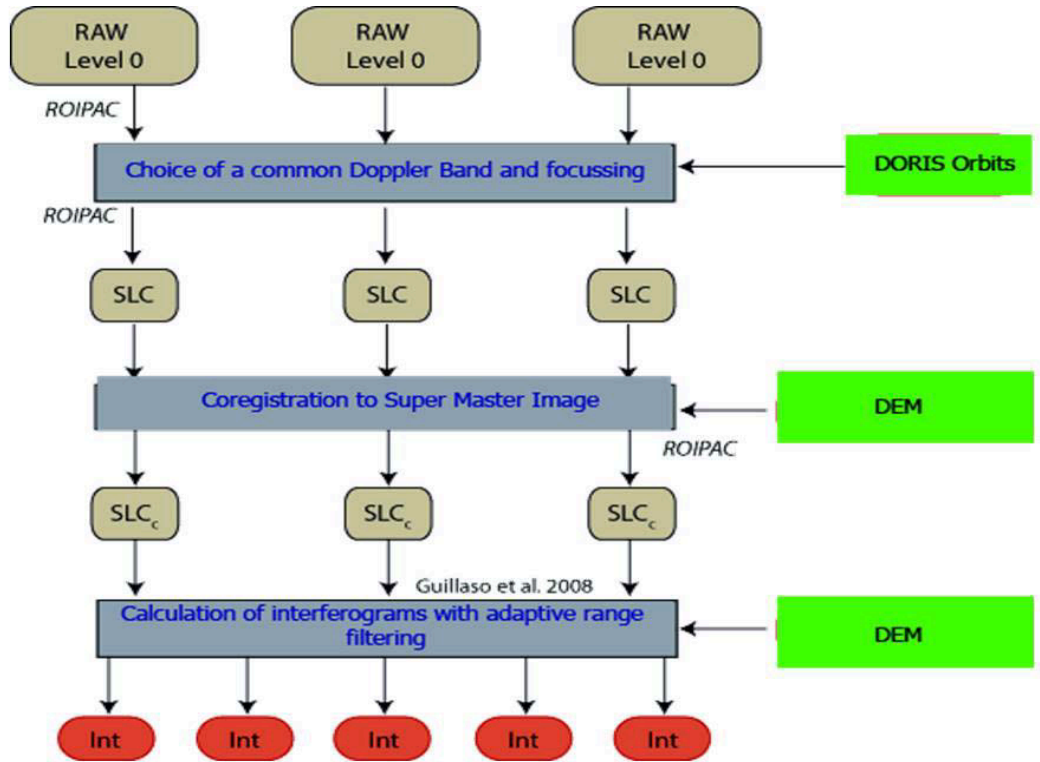 RAW
Level 0
RAW
Level 0
RAW
Level 0
ROIPAC
Choice of a common Doppler Band and focussing
DORIS Orbits
ROIPAC
SLC
SLC
SLC
Coregistration to Super Master Image
DEM
ROIPAC
SLCc
SLCc
SLCc
Guillaso et al. 2008
Calculation of interferograms with adaptive range
filtering
DEM
Int
Int
Int
Int
Int